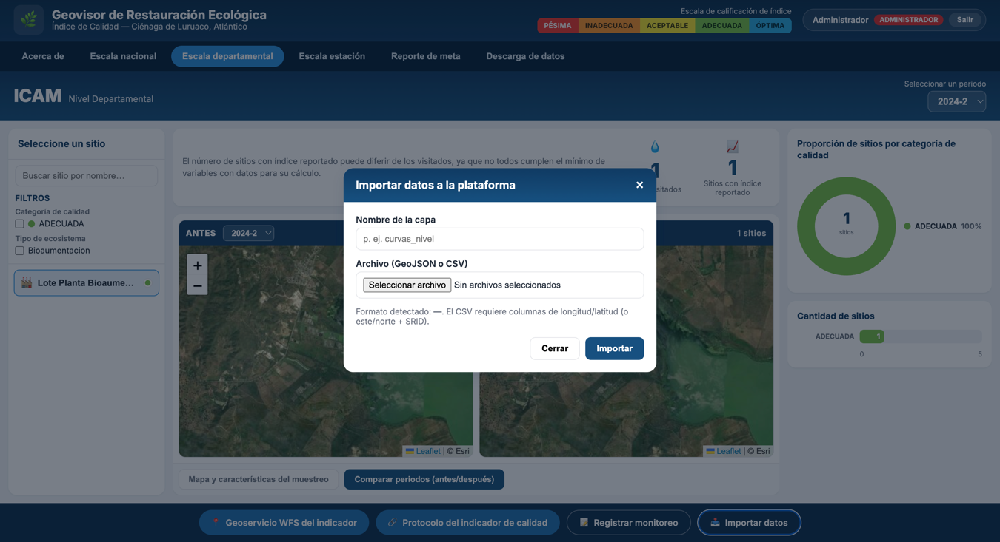 Geovisor de Restauración Ecológica
Índice de Calidad — Ciénaga de Luruaco, Atlántico
Escala de calificación de índice
PÉSIMA INADECUADA ACEPTABLE ADECUADA ÓPTIMA
Administrador ADMINISTRADOR Salir
Acerca de Escala nacional Escala departamental Escala estación Reporte de meta Descarga de datos
ICAM Nivel Departamental
Seleccionar un periodo
2024-2
Seleccione un sitio
Buscar sitio por nombre…
FILTROS
Categoría de calidad
ADECUADA
Tipo de ecosistema
Bioaumentacion
Lote Planta Bioaume...
El número de sitios con índice reportado puede diferir de los visitados, ya que no todos cumplen el mínimo de
variables con datos para su cálculo.
1
1
Sitios con índice
reportado
ANTES 2024-2
1 sitios
+
−
Importar datos a la plataforma
×
Nombre de la capa
p. ej. curvas_nivel
Archivo (GeoJSON o CSV)
Seleccionar archivo Sin archivos seleccionados
Formato detectado: —. El CSV requiere columnas de longitud/latitud (o
este/norte + SRID).
Cerrar Importar
Leaflet | © Esri
Leaflet | © Esri
Mapa y características del muestreo Comparar periodos (antes/después)
Proporción de sitios por categoría de
calidad
1
sitios
ADECUADA 100%
Cantidad de sitios
ADECUADA 1
0 5
Geoservicio WFS del indicador Protocolo del indicador de calidad Registrar monitoreo Importar datos